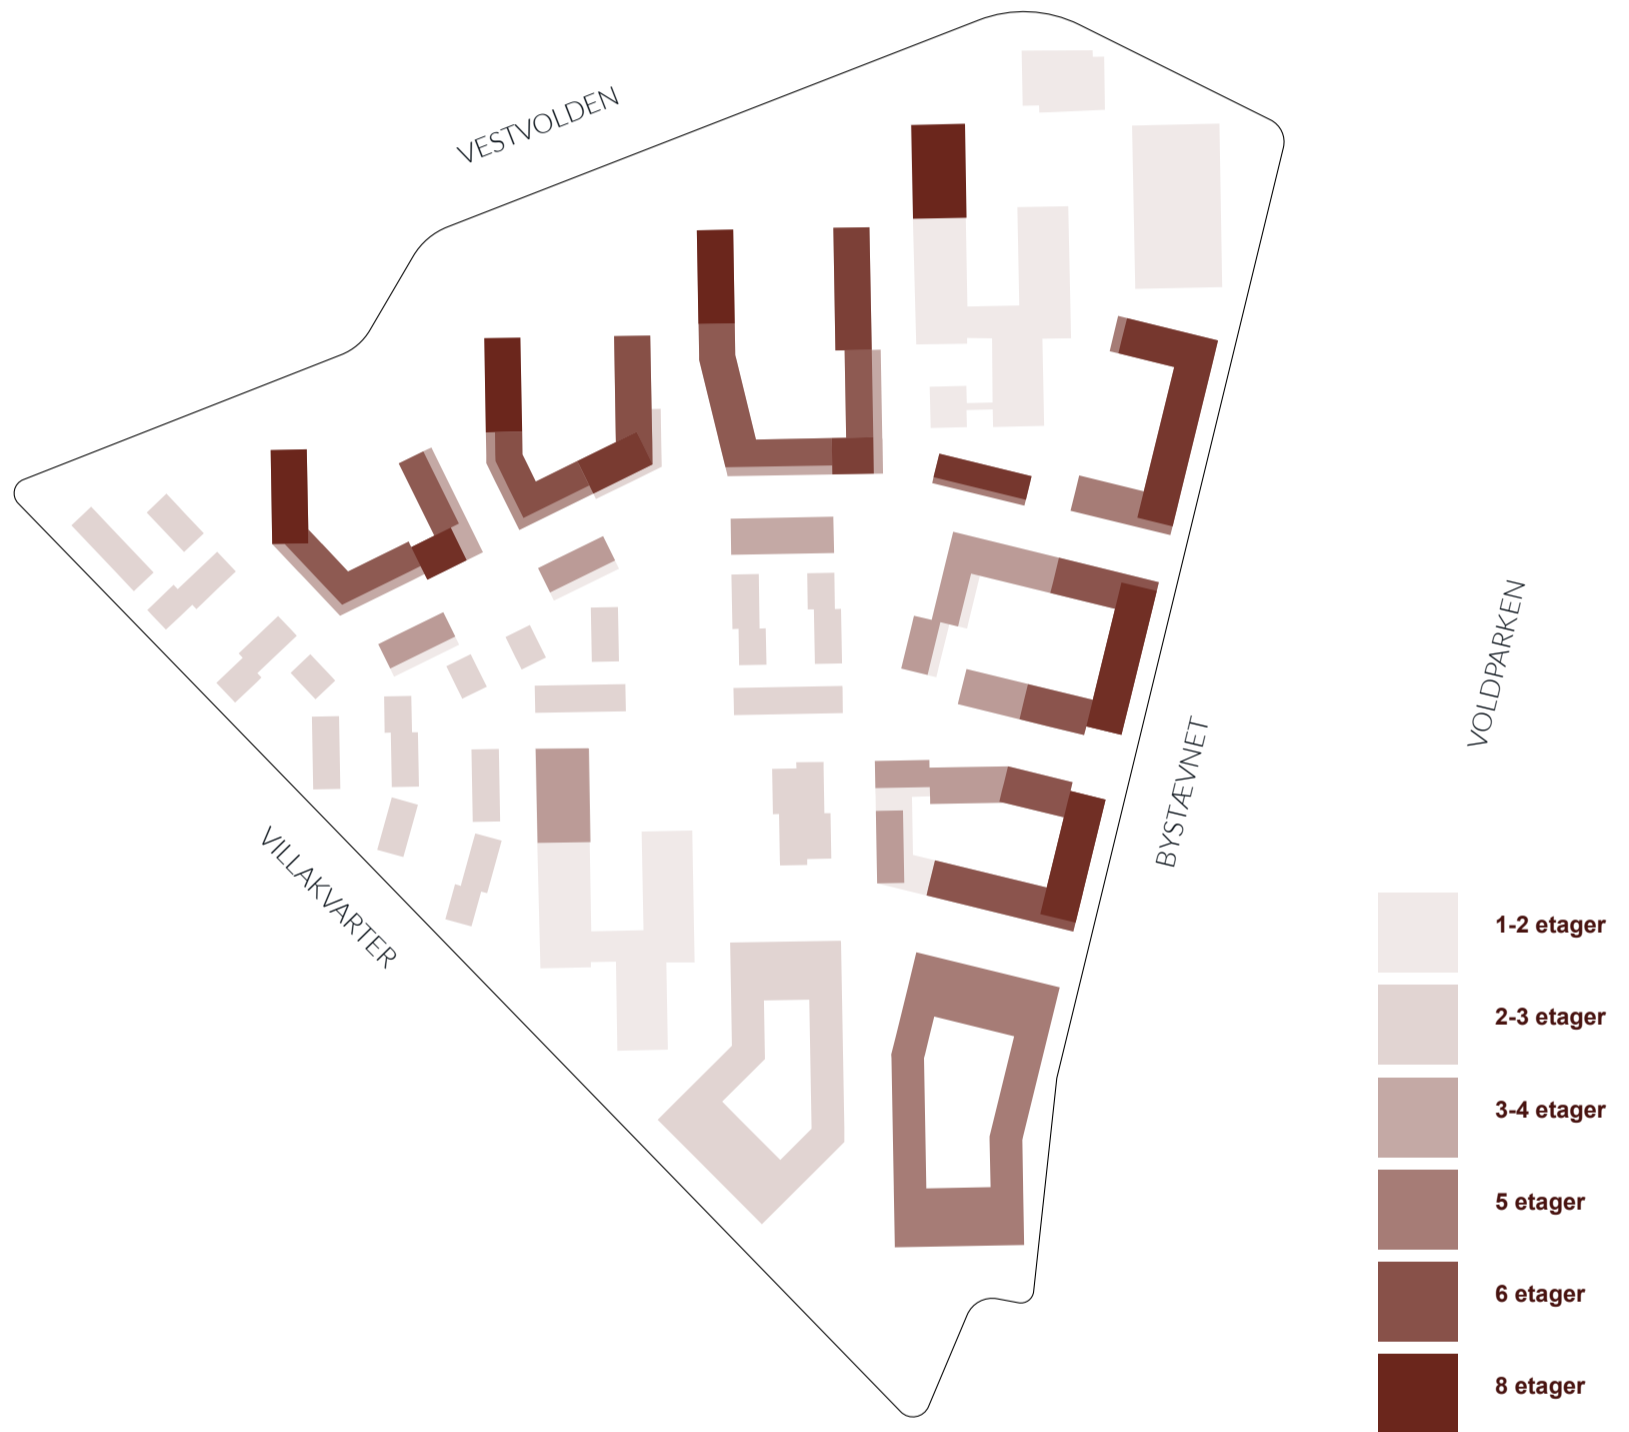 VESTVOLDEN
VOLDPARKEN
BYSTÆVNET
VILLAKVARTER
1-2 etager
2-3 etager
3-4 etager
5 etager
6 etager
8 etager